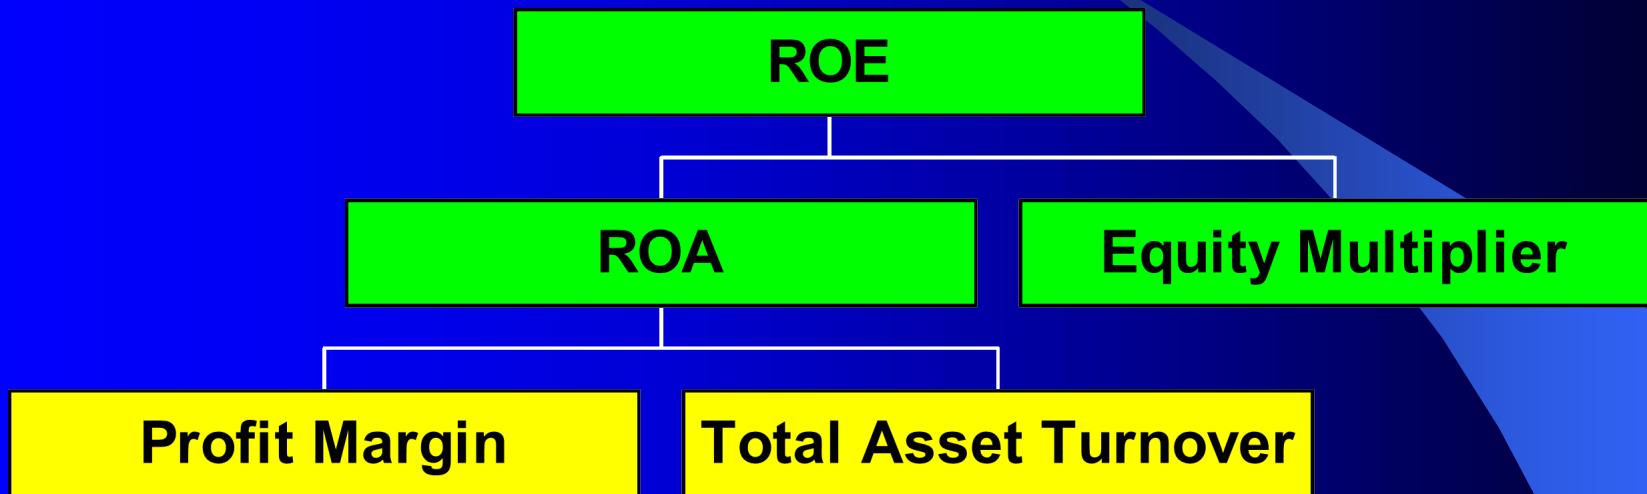 ROE
ROA
Equity Multiplier
Profit Margin
Total Asset Turnover